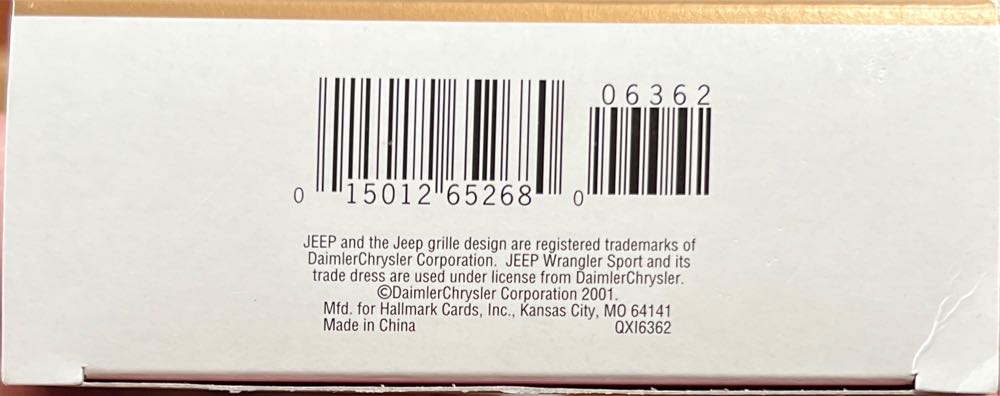 06362
0 15012 65268 0
JEEP and the Jeep grille design are registered trademarks of
DaimlerChrysler Corporation. JEEP Wrangler Sport and its
trade dress are used under license from DaimlerChrysler.
©DaimlerChrysler Corporation 2001.
Mfd. for Hallmark Cards, Inc., Kansas City, MO 64141
Made in China QXI6362